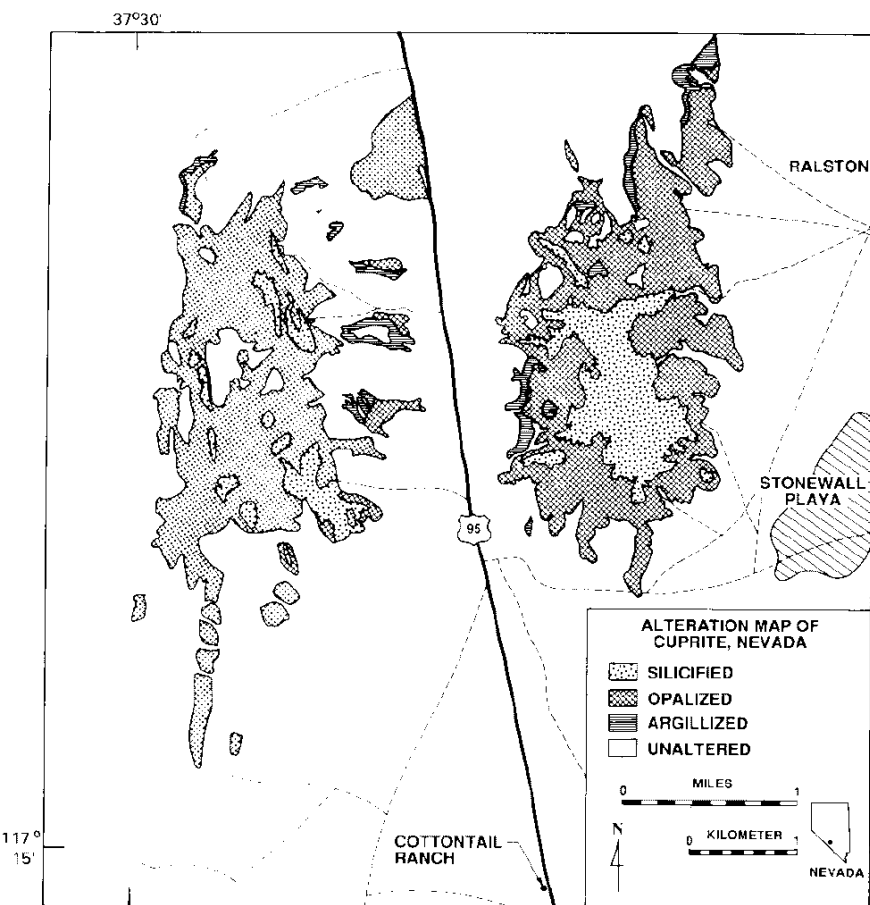 37°30'
RALSTON
STONEWALL
PLAYA
95
ALTERATION MAP OF
CUPRITE, NEVADA
SILICIFIED
OPALIZED
ARGILLIZED
UNALTERED
MILES
0 1
N
KILOMETER
0 1
NEVADA
117°
15'
COTTONTAIL
RANCH